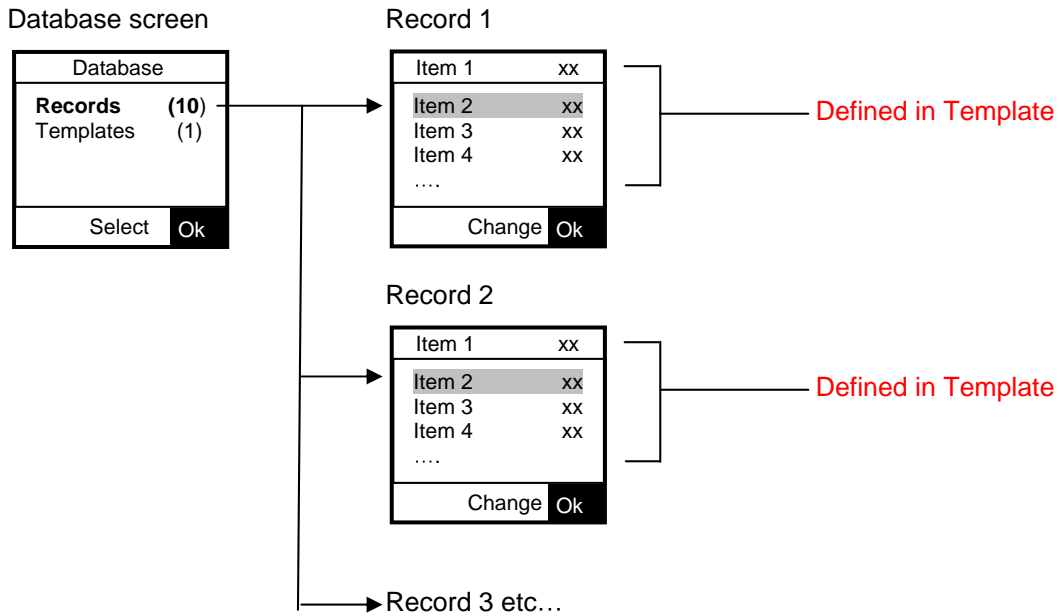 Database screen
Database
Records (10)
Templates (1)
Select Ok
Record 1
Item 1 xx
Item 2 xx
Item 3 xx
Item 4 xx
....
Change Ok
Defined in Template
Record 2
Item 1 xx
Item 2 xx
Item 3 xx
Item 4 xx
....
Change Ok
Defined in Template
Record 3 etc…